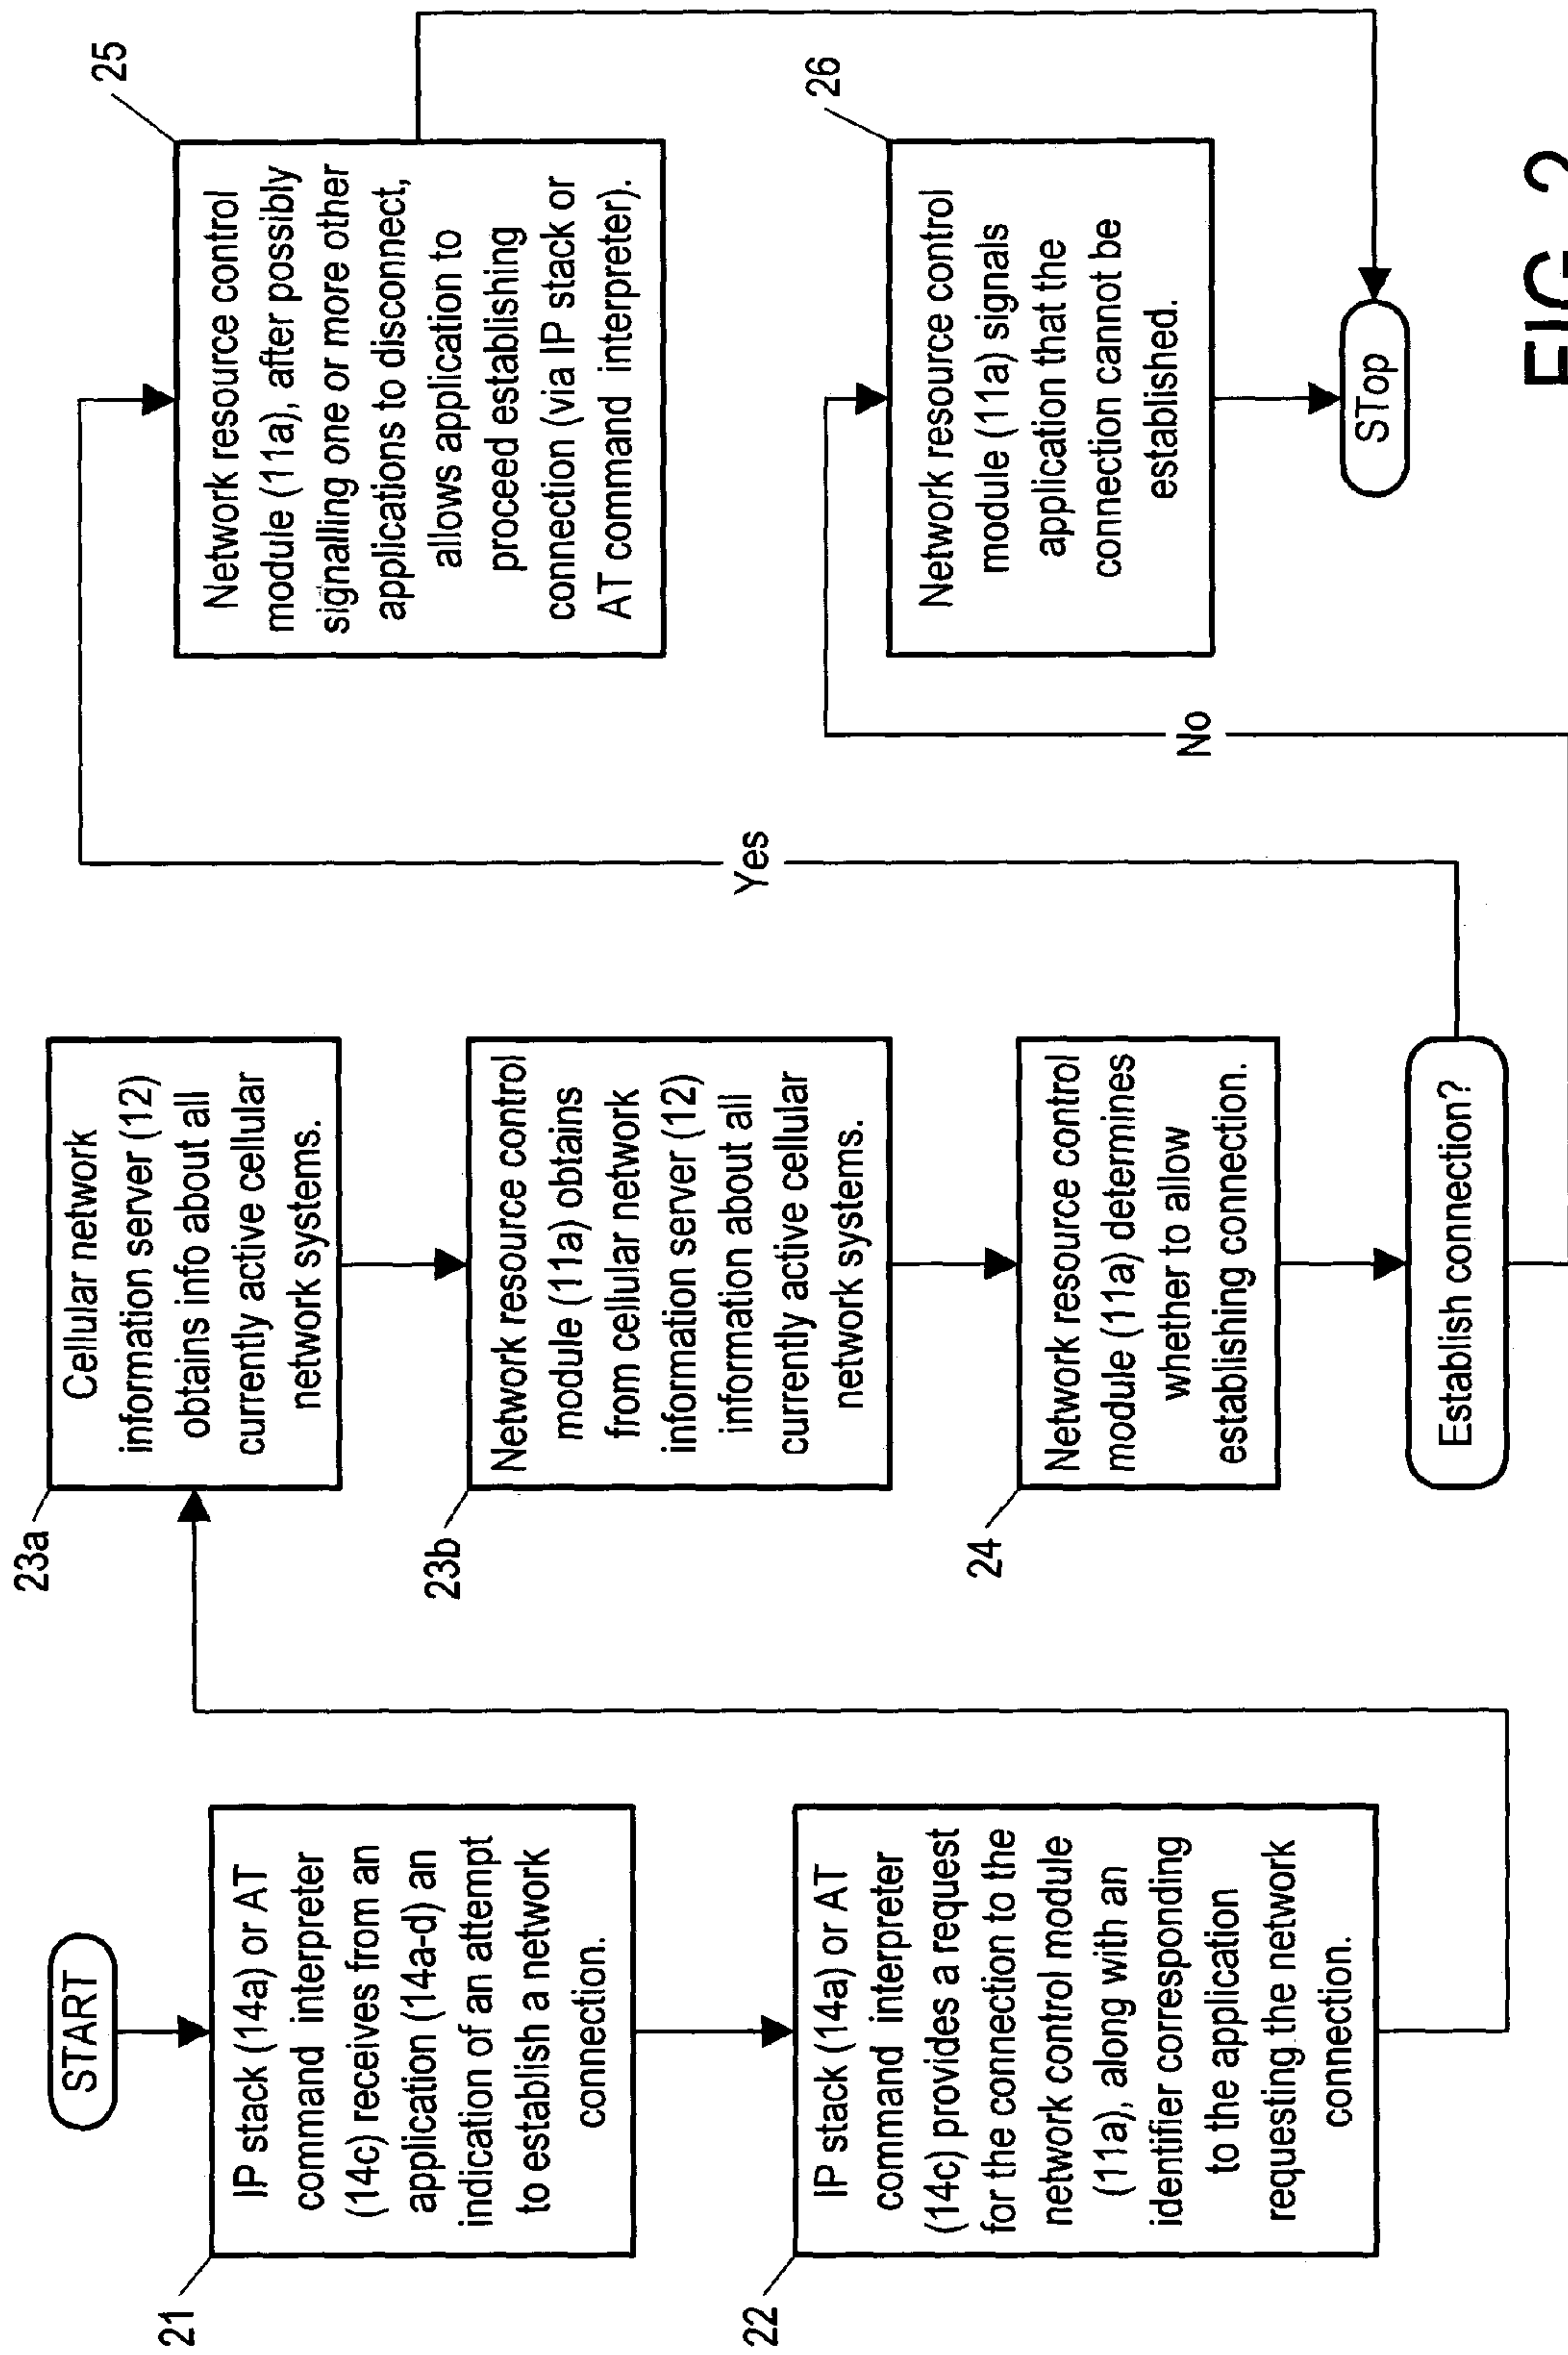 START
21
IP stack (14a) or AT
command interpreter
(14c) receives from an
application (14a-d) an
indication of an attempt
to establish a network
connection.
22
IP stack (14a) or AT
command interpreter
(14c) provides a request
for the connection to the
network control module
(11a), along with an
identifier corresponding
to the application
requesting the network
connection.
23a
Cellular network
information server (12)
obtains info about all
currently active cellular
network systems.
23b
Network resource control
module (11a) obtains
from cellular network
information server (12)
information about all
currently active cellular
network systems.
24
Network resource control
module (11a) determines
whether to allow
establishing connection.
Establish connection?
Yes
No
25
Network resource control
module (11a), after possibly
signalling one or more other
applications to disconnect,
allows application to
proceed establishing
connection (via IP stack or
AT command interpreter).
26
Network resource control
module (11a) signals
application that the
connection cannot be
established.
STop
FIG. 2